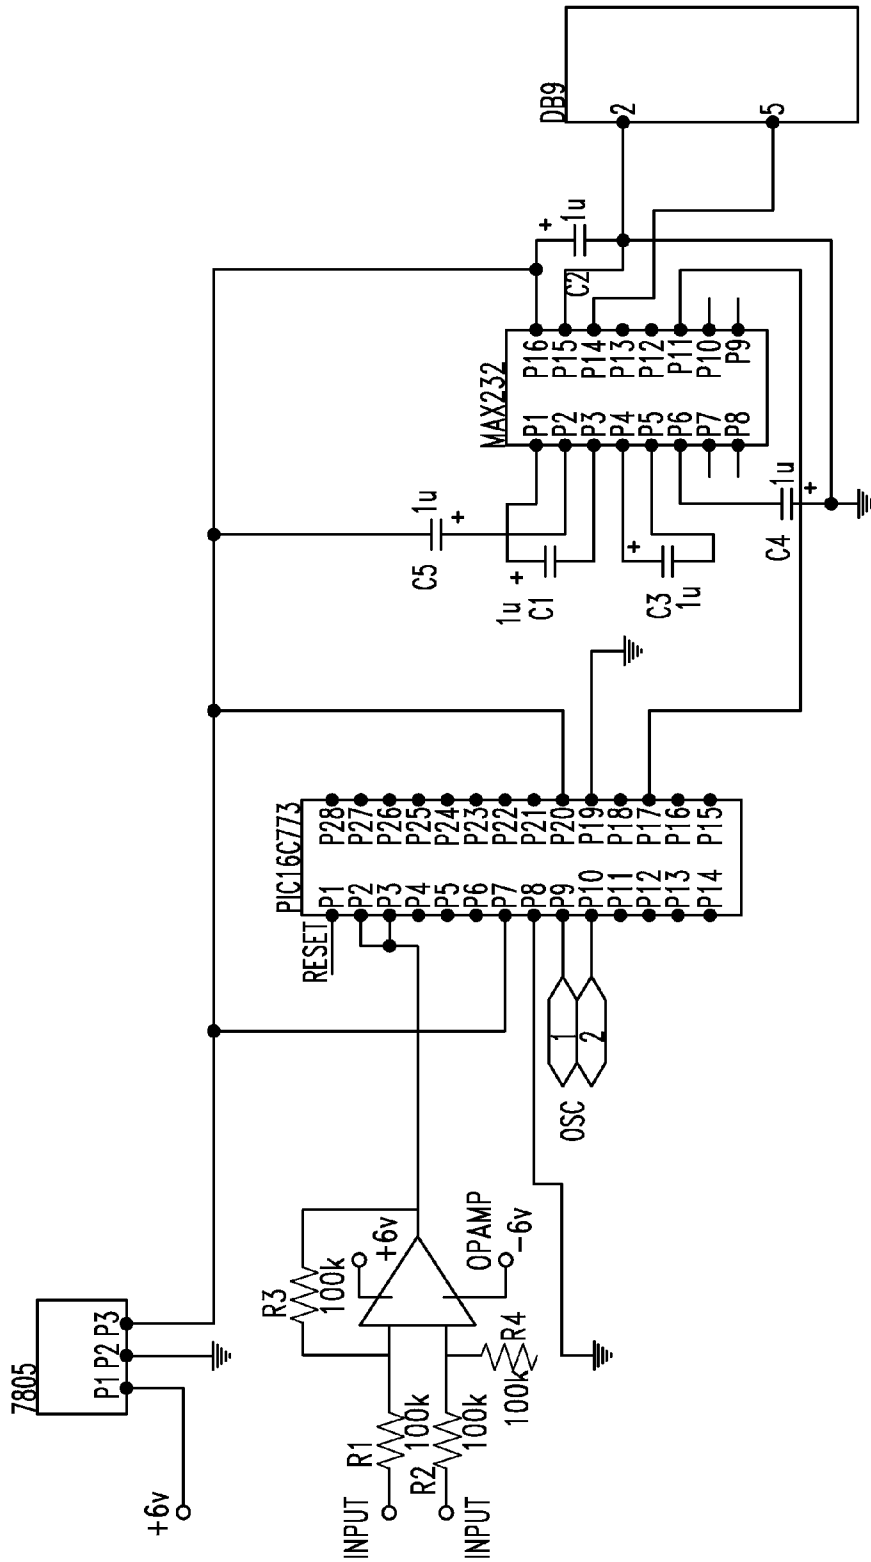 7805
P1
P2
P3
+6v
INPUT
INPUT
R1
100k
R2
100k
R3
100k
R4
100k
+6v
-6v
OPAMP
PIC16C773
RESET
P1
P2
P3
P4
P5
P6
P7
P8
P9
P10
P11
P12
P13
P14
P28
P27
P26
P25
P24
P23
P22
P21
P20
P19
P18
P17
P16
P15
OSC
1
2
C5
1u
+
1u
+
C1
+
C3
1u
C4
1u
+
MAX232
P1
P2
P3
P4
P5
P6
P7
P8
P16
P15
P14
P13
P12
P11
P10
P9
+
1u
C2
DB9
2
5